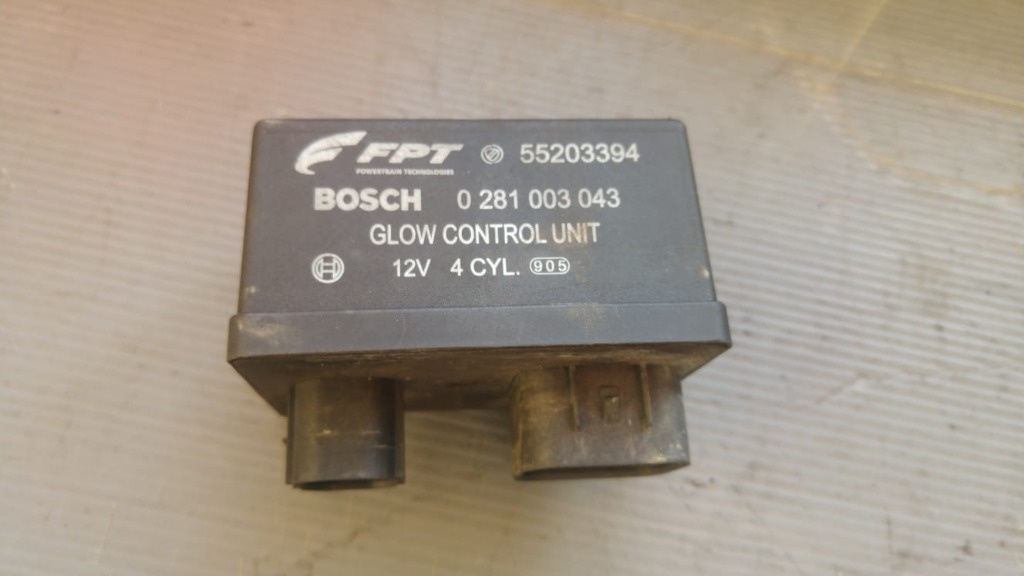 FPT 55203394
POWERTRAIN TECHNOLOGIES
BOSCH 0 281 003 043
GLOW CONTROL UNIT
12V 4 CYL. 905